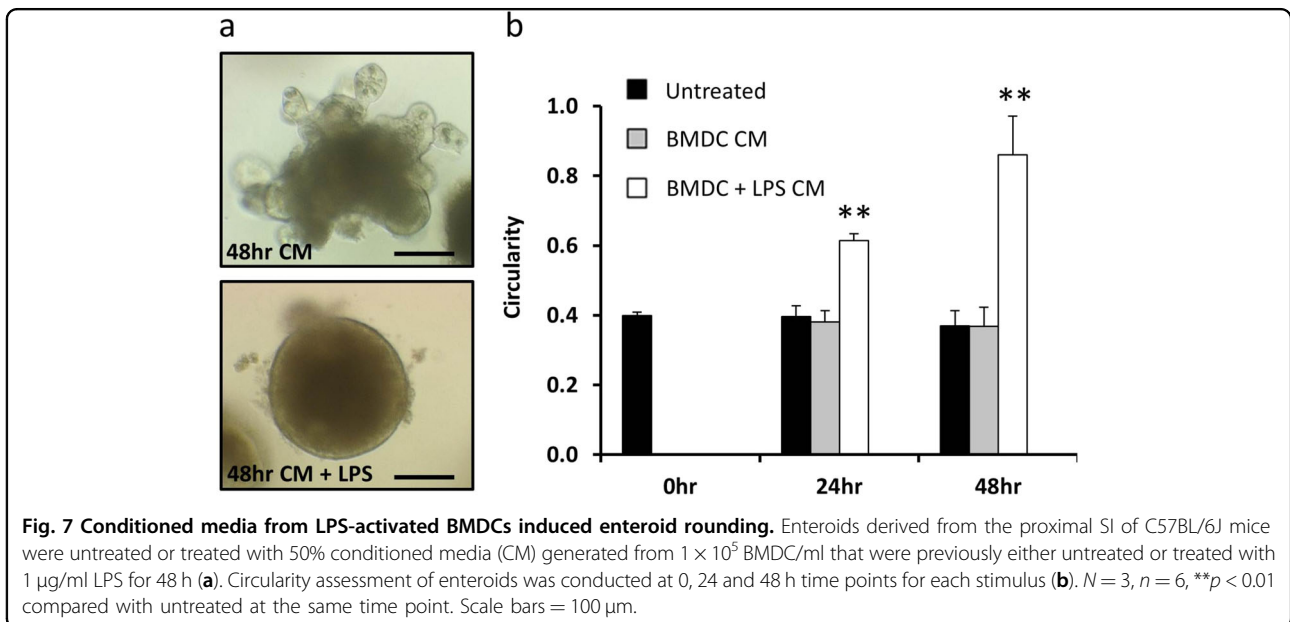 a
48hr CM
48hr CM + LPS
b
Untreated
BMDC CM
BMDC + LPS CM
Circularity
1.0
0.8
0.6
0.4
0.2
0.0
**
**
0hr 24hr 48hr
Fig. 7 Conditioned media from LPS-activated BMDCs induced enteroid rounding. Enteroids derived from the proximal SI of C57BL/6J mice
were untreated or treated with 50% conditioned media (CM) generated from 1 × 10⁵ BMDC/ml that were previously either untreated or treated with
1 µg/ml LPS for 48 h (a). Circularity assessment of enteroids was conducted at 0, 24 and 48 h time points for each stimulus (b). N = 3, n = 6, **p < 0.01
compared with untreated at the same time point. Scale bars = 100 µm.